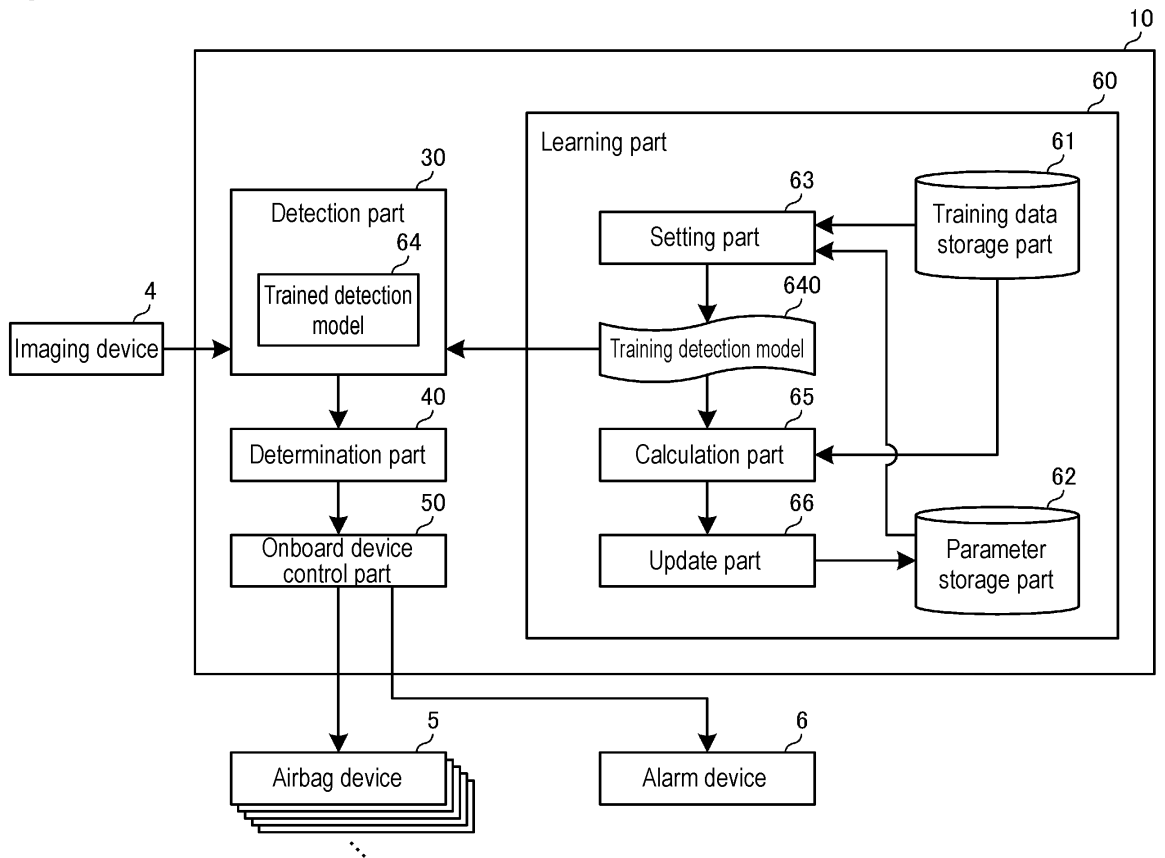 10
60
Learning part
61
Training data
storage part
30
Detection part
63
Setting part
64
Trained detection
model
640
Training detection model
4
Imaging device
40
Determination part
65
Calculation part
62
Parameter
storage part
50
Onboard device
control part
66
Update part
5
Airbag device
6
Alarm device